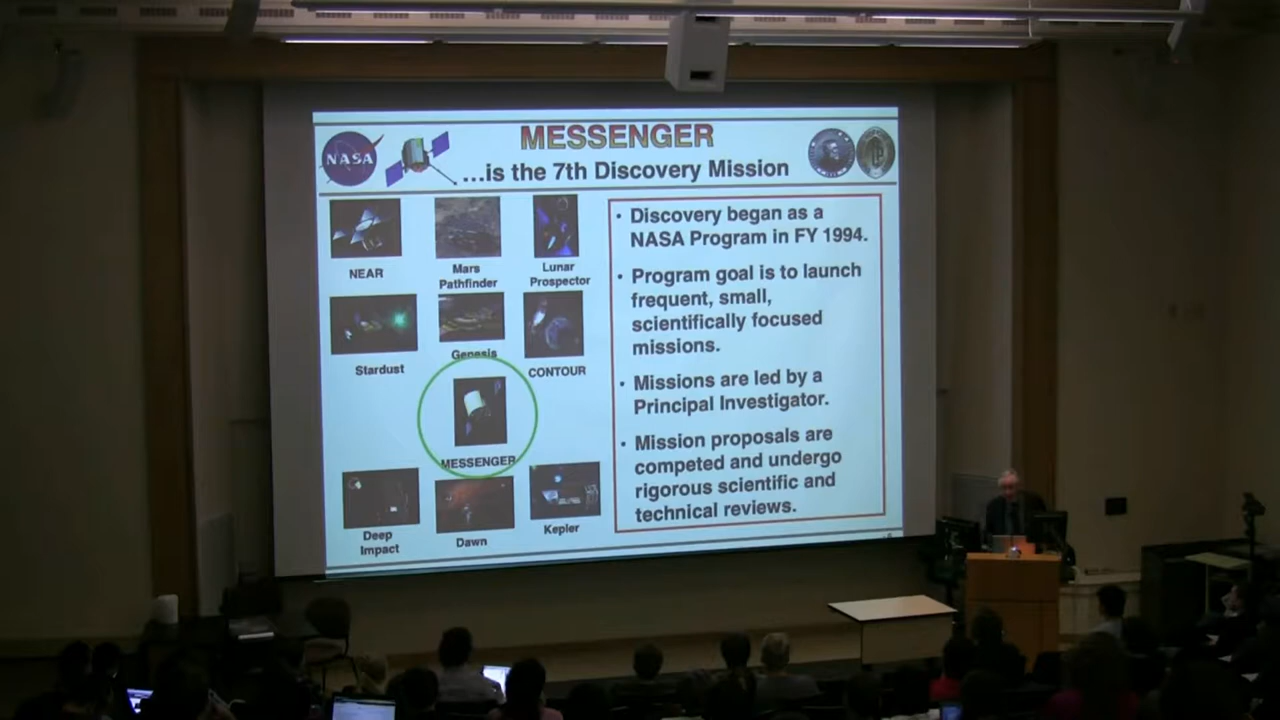 MESSENGER
NASA
...is the 7th Discovery Mission
NEAR
Mars
Pathfinder
Lunar
Prospector
Stardust
Genesis
CONTOUR
MESSENGER
Deep
Impact
Dawn
Kepler
• Discovery began as a
NASA Program in FY 1994.
• Program goal is to launch
frequent, small,
scientifically focused
missions.
• Missions are led by a
Principal Investigator.
• Mission proposals are
competed and undergo
rigorous scientific and
technical reviews.